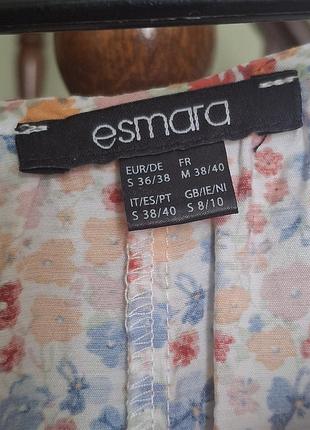 esmara
EUR/DE FR
S 36/38 M 38/40
IT/ES/PT GB/IE/NI
S 38/40 S 8/10